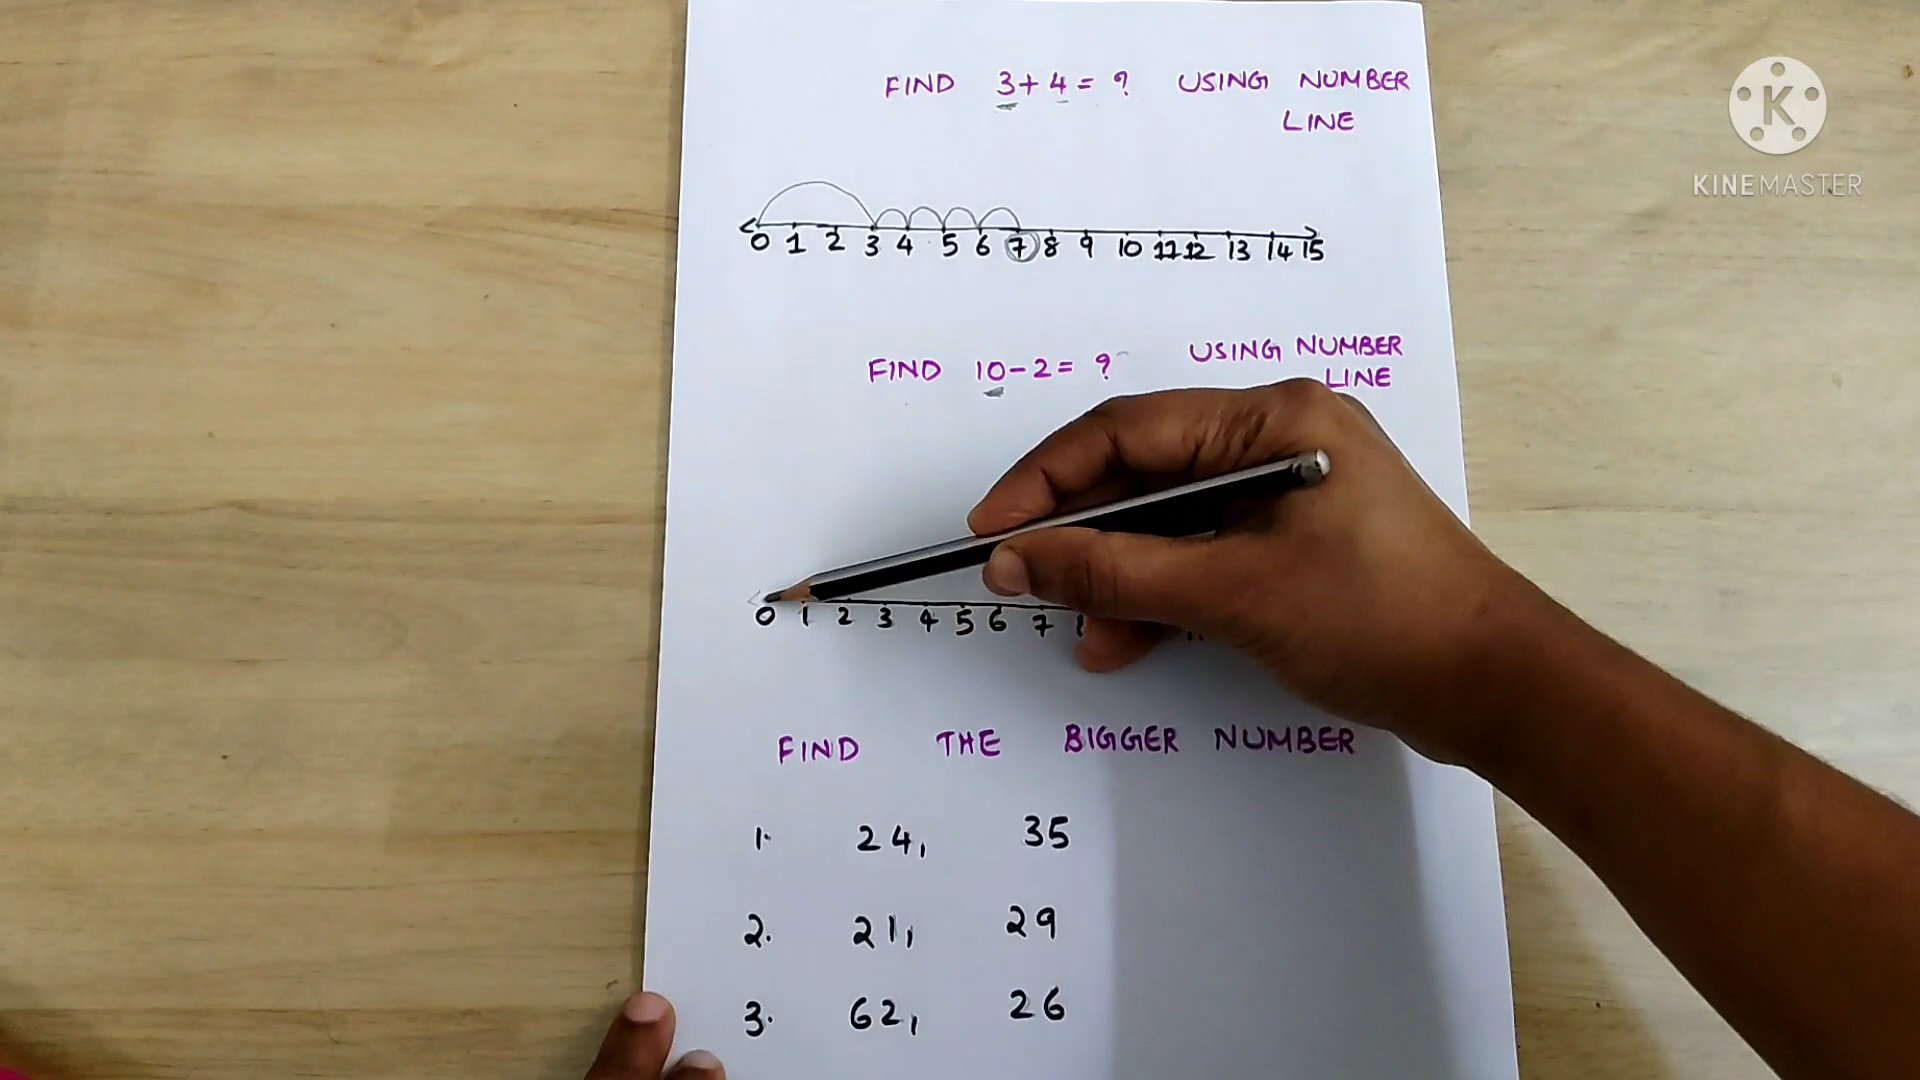 FIND 3+4=? USING NUMBER
LINE
K
KINEMASTER
0 1 2 3 4 5 6 7 8 9 10 11 12 13 14 15
FIND 10-2=? USING NUMBER
LINE
0 1 2 3 4 5 6 7
FIND THE BIGGER NUMBER
1. 24, 35
2. 21, 29
3. 62, 26